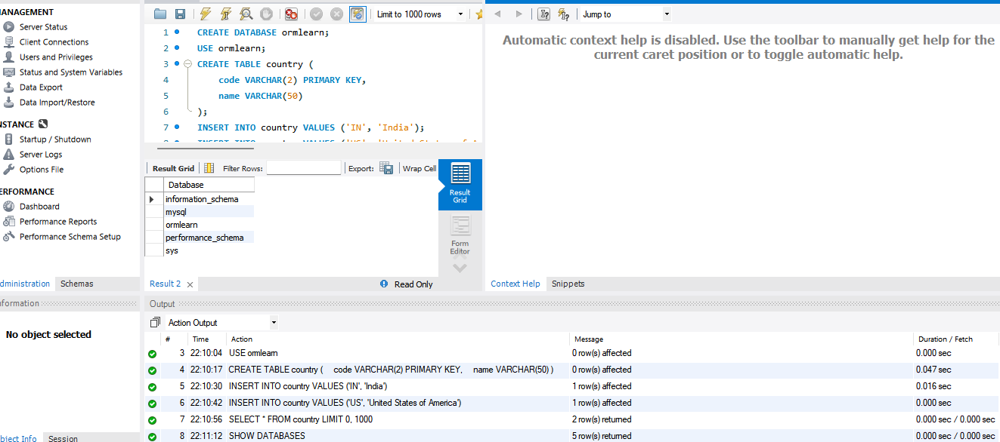 MANAGEMENT
Server Status
Client Connections
Users and Privileges
Status and System Variables
Data Export
Data Import/Restore
NSTANCE
Startup / Shutdown
Server Logs
Options File
ERFORMANCE
Dashboard
Performance Reports
Performance Schema Setup
dministration Schemas
nformation
No object selected
bject Info Session
Limit to 1000 rows
1 CREATE DATABASE ormlearn;
2 USE ormlearn;
3 CREATE TABLE country (
4 code VARCHAR(2) PRIMARY KEY,
5 name VARCHAR(50)
6 );
7 INSERT INTO country VALUES ('IN', 'India');
Result Grid Filter Rows: Export: Wrap Cell
Database
information_schema
mysql
ormlearn
performance_schema
sys
Result
Grid
Form
Editor
Result 2 Read Only
Jump to
Automatic context help is disabled. Use the toolbar to manually get help for the
current caret position or to toggle automatic help.
Context Help Snippets
Output
Action Output
# Time Action Message Duration / Fetch
3 22:10:04 USE ormlearn 0 row(s) affected 0.000 sec
4 22:10:17 CREATE TABLE country ( code VARCHAR(2) PRIMARY KEY, name VARCHAR(50) ) 0 row(s) affected 0.047 sec
5 22:10:30 INSERT INTO country VALUES ('IN', 'India') 1 row(s) affected 0.016 sec
6 22:10:42 INSERT INTO country VALUES ('US', 'United States of America') 1 row(s) affected 0.000 sec
7 22:10:56 SELECT * FROM country LIMIT 0, 1000 2 row(s) returned 0.000 sec / 0.000 sec
8 22:11:12 SHOW DATABASES 5 row(s) returned 0.000 sec / 0.000 sec